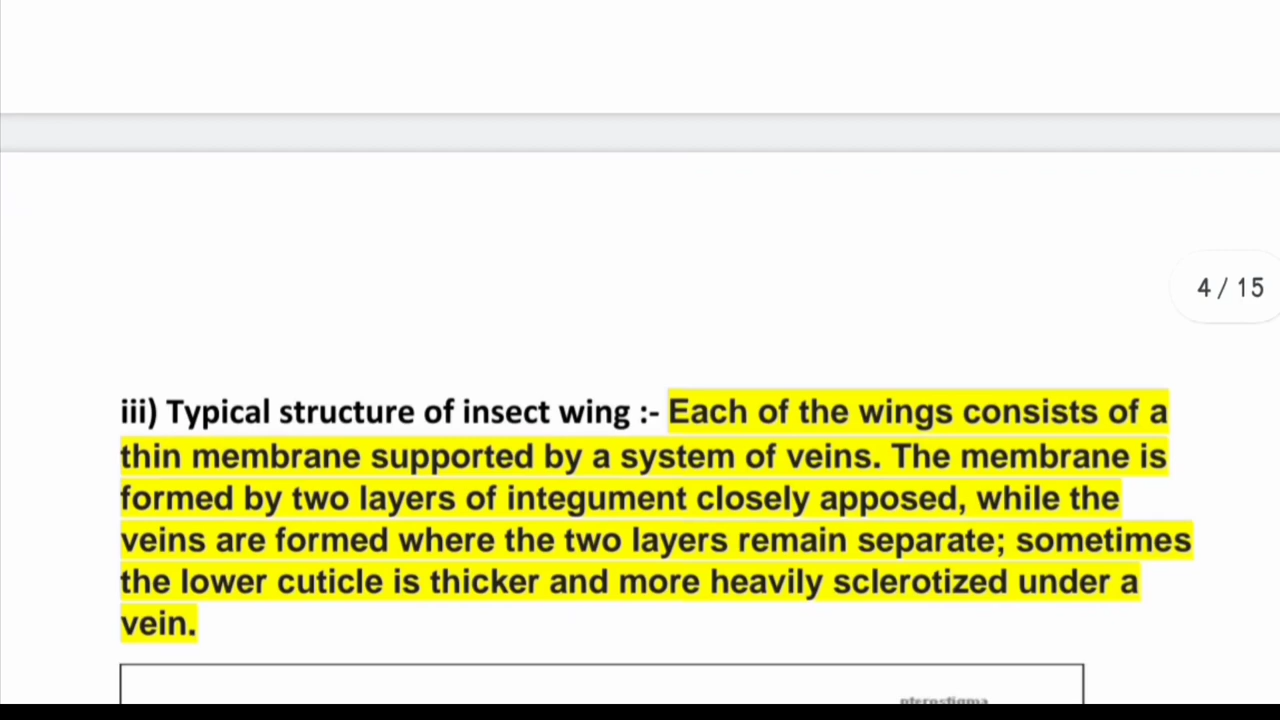 4 / 15
iii) Typical structure of insect wing :- Each of the wings consists of a
thin membrane supported by a system of veins. The membrane is
formed by two layers of integument closely apposed, while the
veins are formed where the two layers remain separate; sometimes
the lower cuticle is thicker and more heavily sclerotized under a
vein.
pterostigma